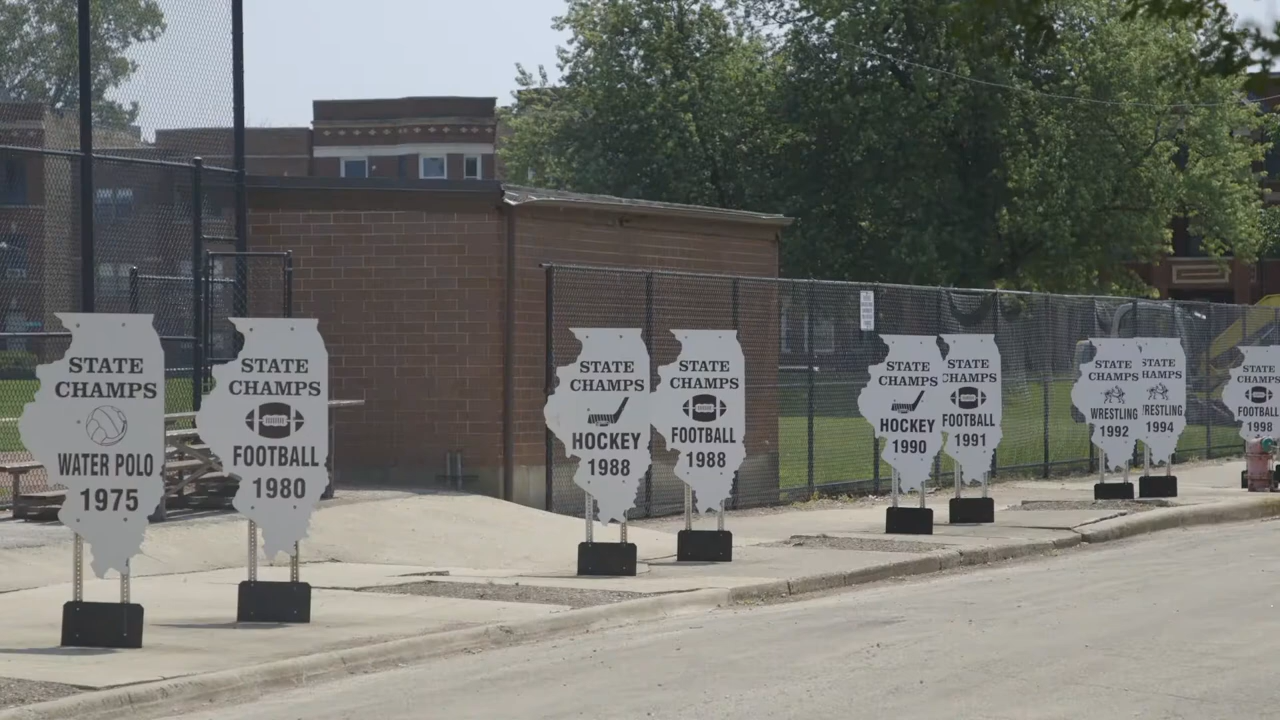 STATE
CHAMPS
WATER POLO
1975
STATE
CHAMPS
FOOTBALL
1980
STATE
CHAMPS
HOCKEY
1988
STATE
CHAMPS
FOOTBALL
1988
STATE
CHAMPS
HOCKEY
1990
STATE
CHAMPS
FOOTBALL
1991
STATE
CHAMPS
WRESTLING
1992
STATE
CHAMPS
WRESTLING
1994
STATE
CHAMPS
FOOTBALL
1998